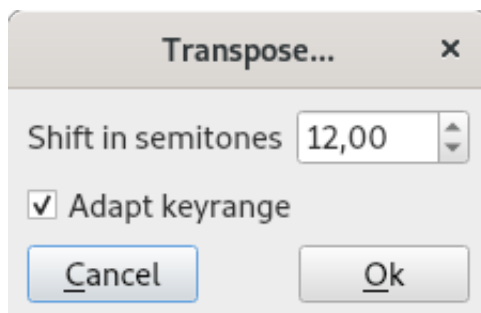 Transpose...
Shift in semitones 12,00
Adapt keyrange
Cancel Ok